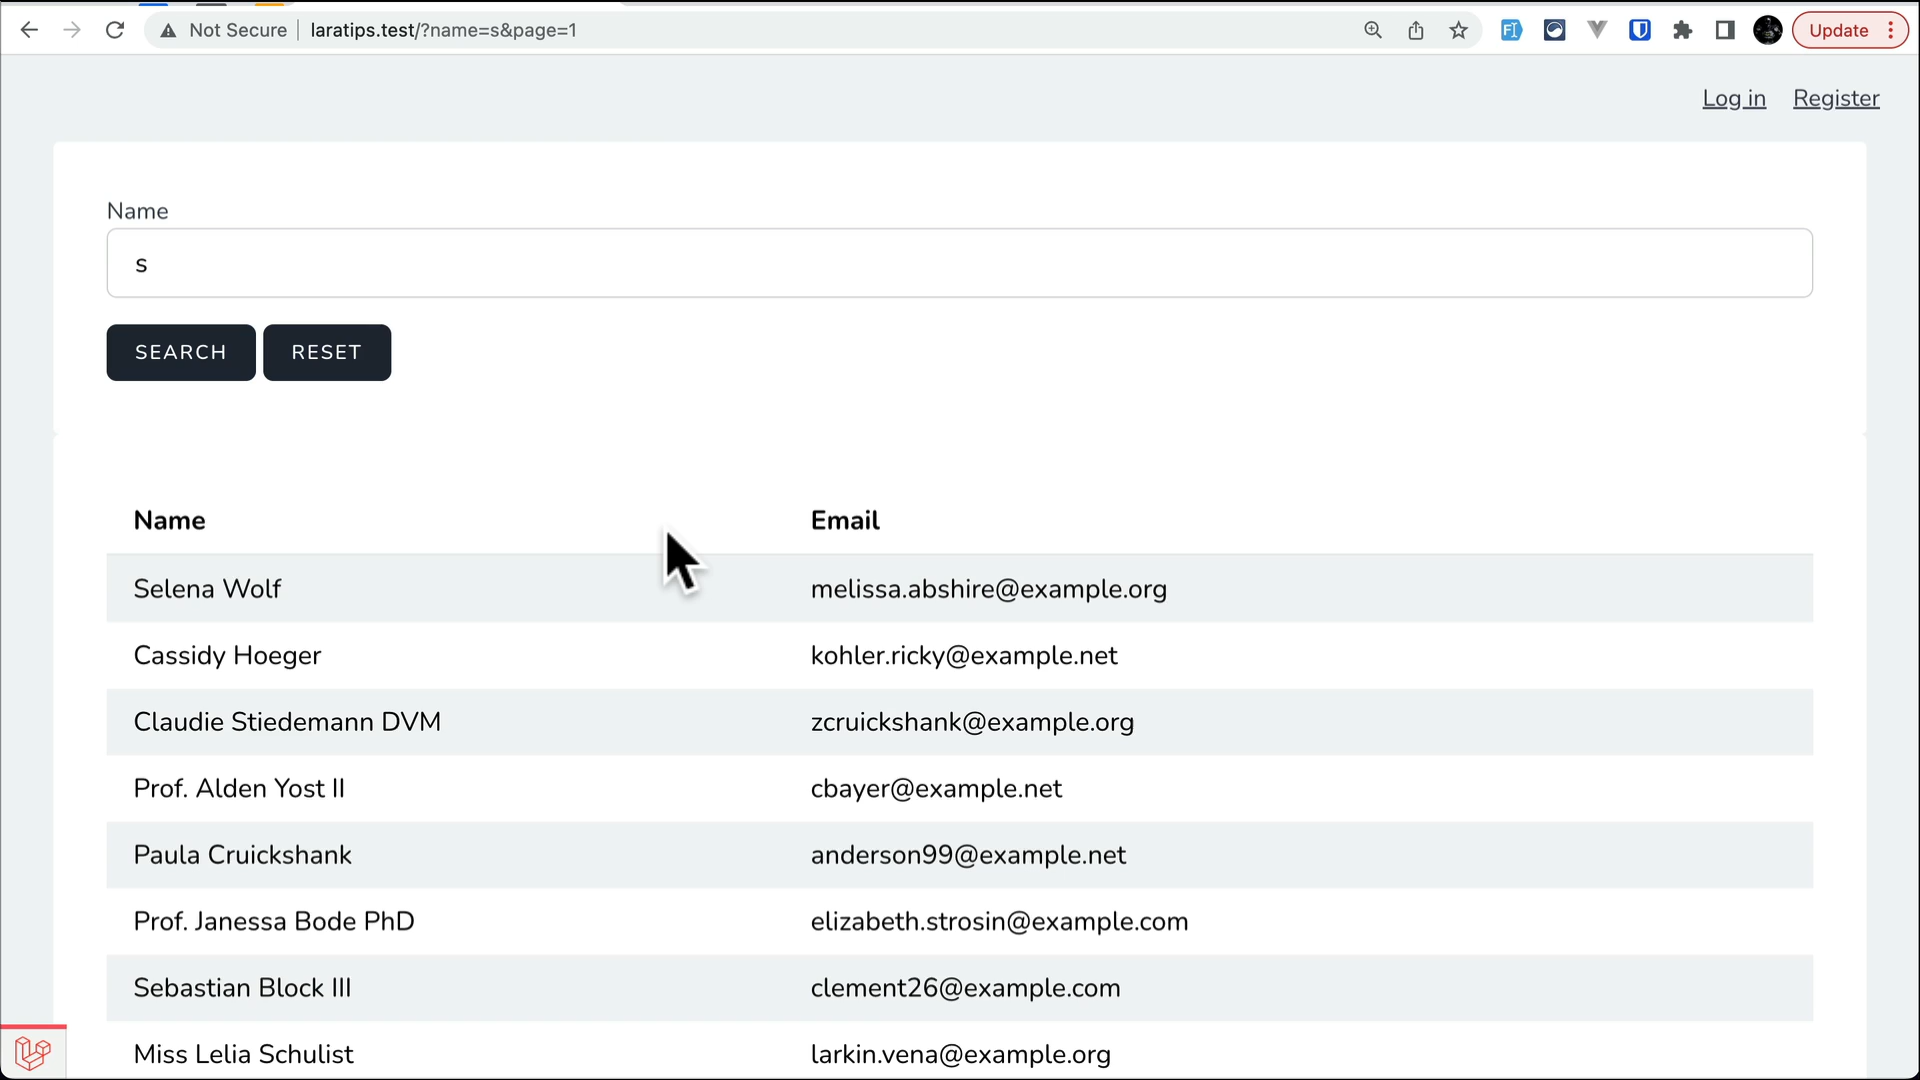 Not Secure | laratips.test/?name=s&page=1
Update
Log in Register
Name
s
SEARCH RESET
Name Email
Selena Wolf melissa.abshire@example.org
Cassidy Hoeger kohler.ricky@example.net
Claudie Stiedemann DVM zcruickshank@example.org
Prof. Alden Yost II cbayer@example.net
Paula Cruickshank anderson99@example.net
Prof. Janessa Bode PhD elizabeth.strosin@example.com
Sebastian Block III clement26@example.com
Miss Lelia Schulist larkin.vena@example.org